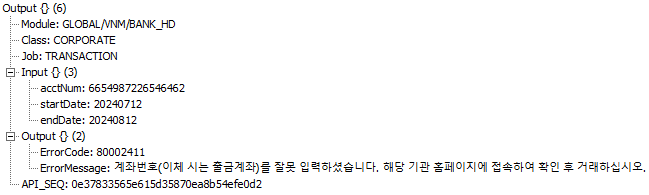 Output {} (6)
Module: GLOBAL/VNM/BANK_HD
Class: CORPORATE
Job: TRANSACTION
Input {} (3)
acctNum: 6654987226546462
startDate: 20240712
endDate: 20240812
Output {} (2)
ErrorCode: 80002411
ErrorMessage: 계좌번호(이체 시는 출금계좌)를 잘못 입력하셨습니다. 해당 기관 홈페이지에 접속하여 확인 후 거래하십시오.
API_SEQ: 0e37833565e615d35870ea8b54efe0d2